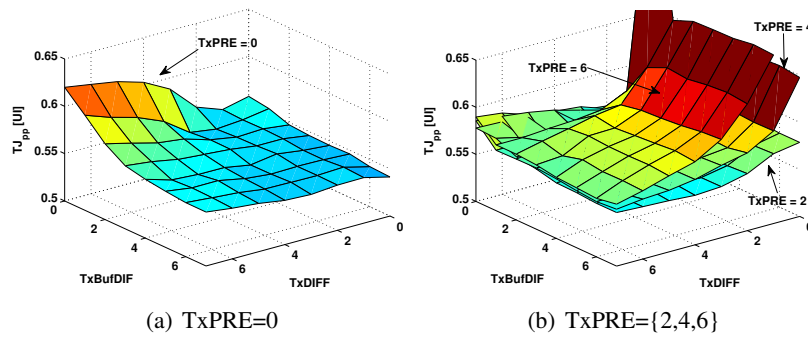 TxPRE = 0
0.65
0.6
0.55
0.5
TJpp [UI]
2
4
6
TxBufDIF
6
4
2
0
TxDIFF
(a) TxPRE=0
TxPRE = 4
TxPRE = 6
0.65
0.6
0.55
0.5
TJpp [UI]
TxPRE = 2
2
4
6
TxBufDIF
6
4
2
0
TxDIFF
(b) TxPRE={2,4,6}